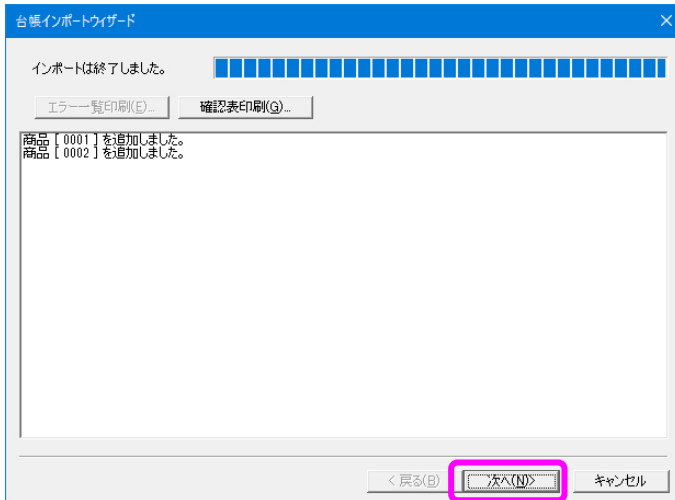 台帳インポートウィザード
インポートは終了しました。
エラー一覧印刷(E)...
確認表印刷(G)...
商品 [ 0001 ] を追加しました。
商品 [ 0002 ] を追加しました。
< 戻る(B)
次へ(N)>
キャンセル